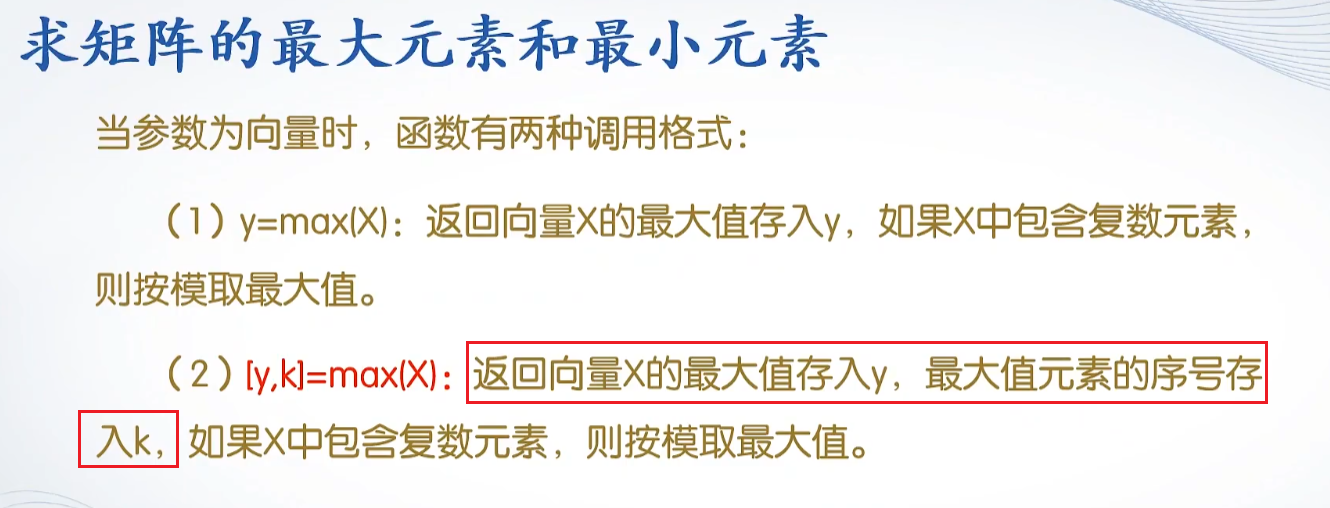 求矩阵的最大元素和最小元素
当参数为向量时，函数有两种调用格式：
（1）y=max(X)：返回向量X的最大值存入y，如果X中包含复数元素，
则按模取最大值。
（2）[y,k]=max(X)：返回向量X的最大值存入y，最大值元素的序号存
入k，如果X中包含复数元素，则按模取最大值。